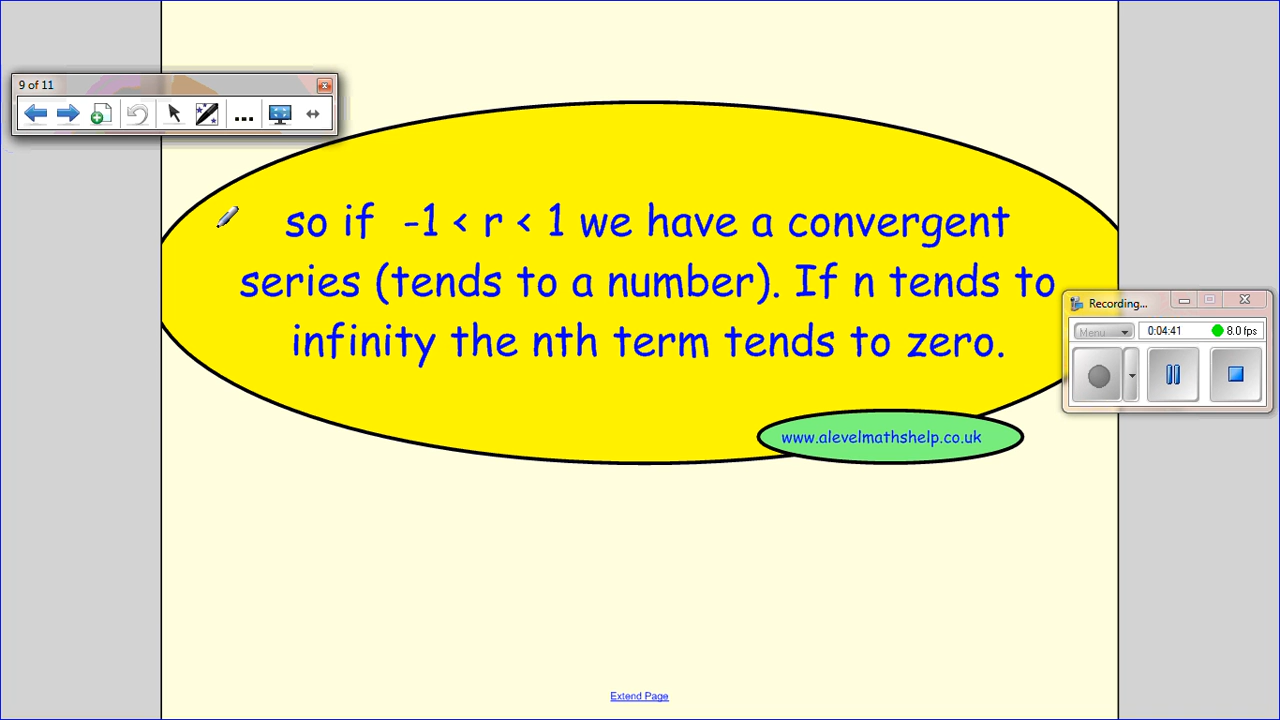 9 of 11
so if -1 < r < 1 we have a convergent
series (tends to a number). If n tends to
infinity the nth term tends to zero.
Recording...
Menu
0:04:41
8.0 fps
www.alevelmathshelp.co.uk
Extend Page